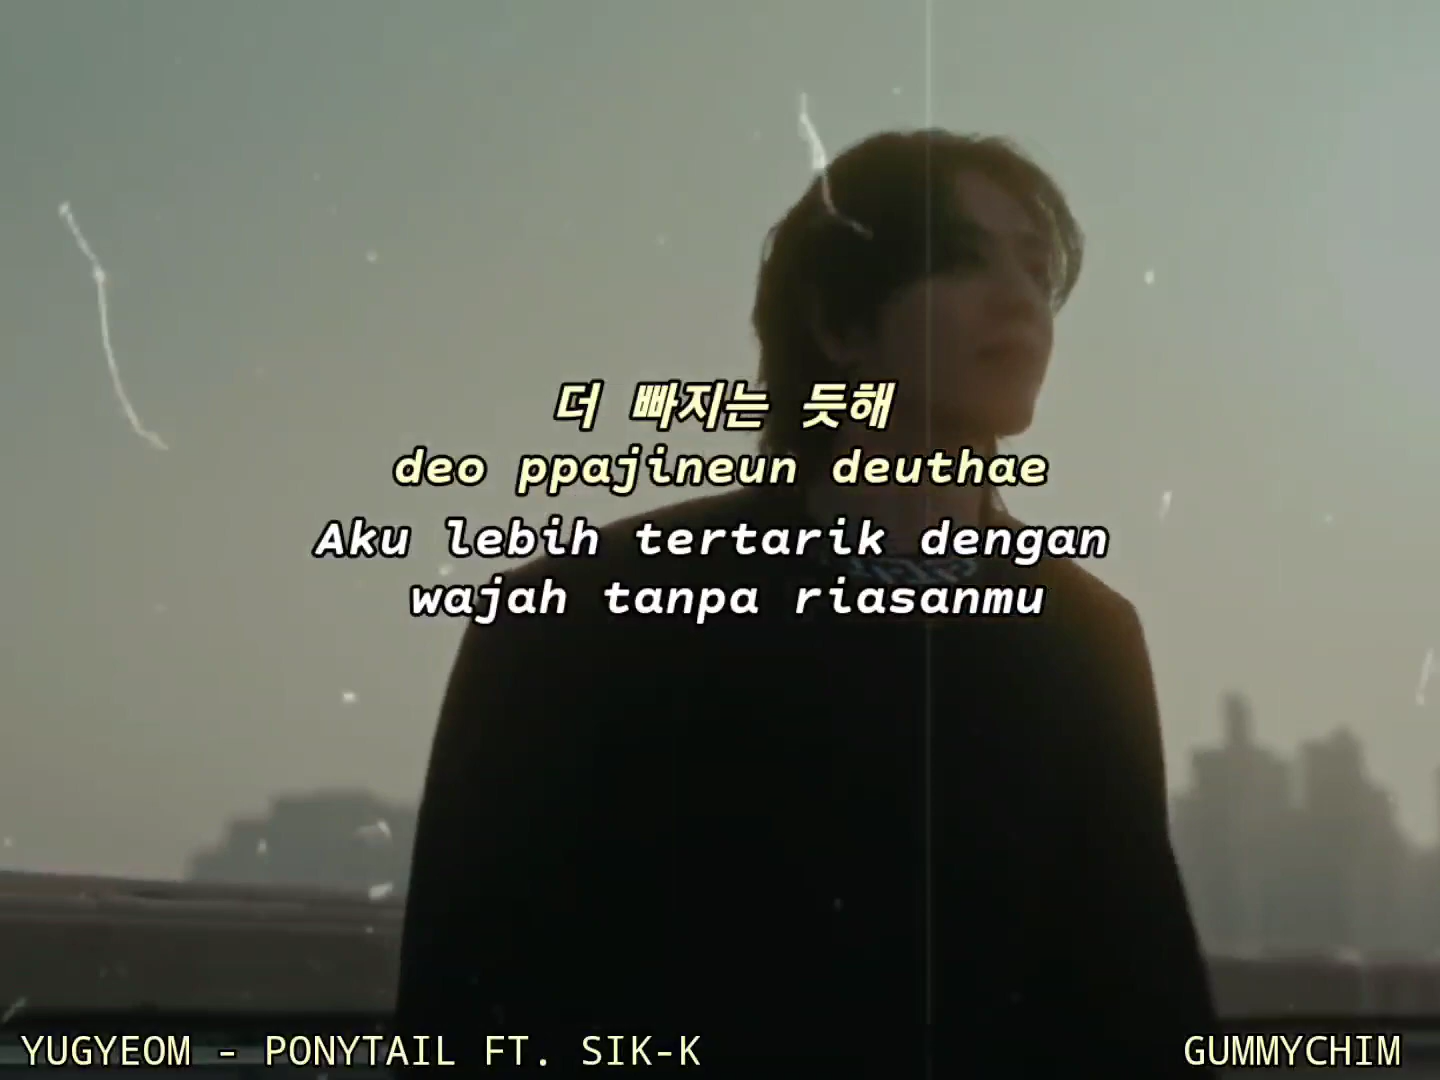 더 빠지는 듯해
deo ppajineun deuthae
Aku lebih tertarik dengan
wajah tanpa riasanmu
YUGYEOM - PONYTAIL FT. SIK-K
GUMMYCHIM